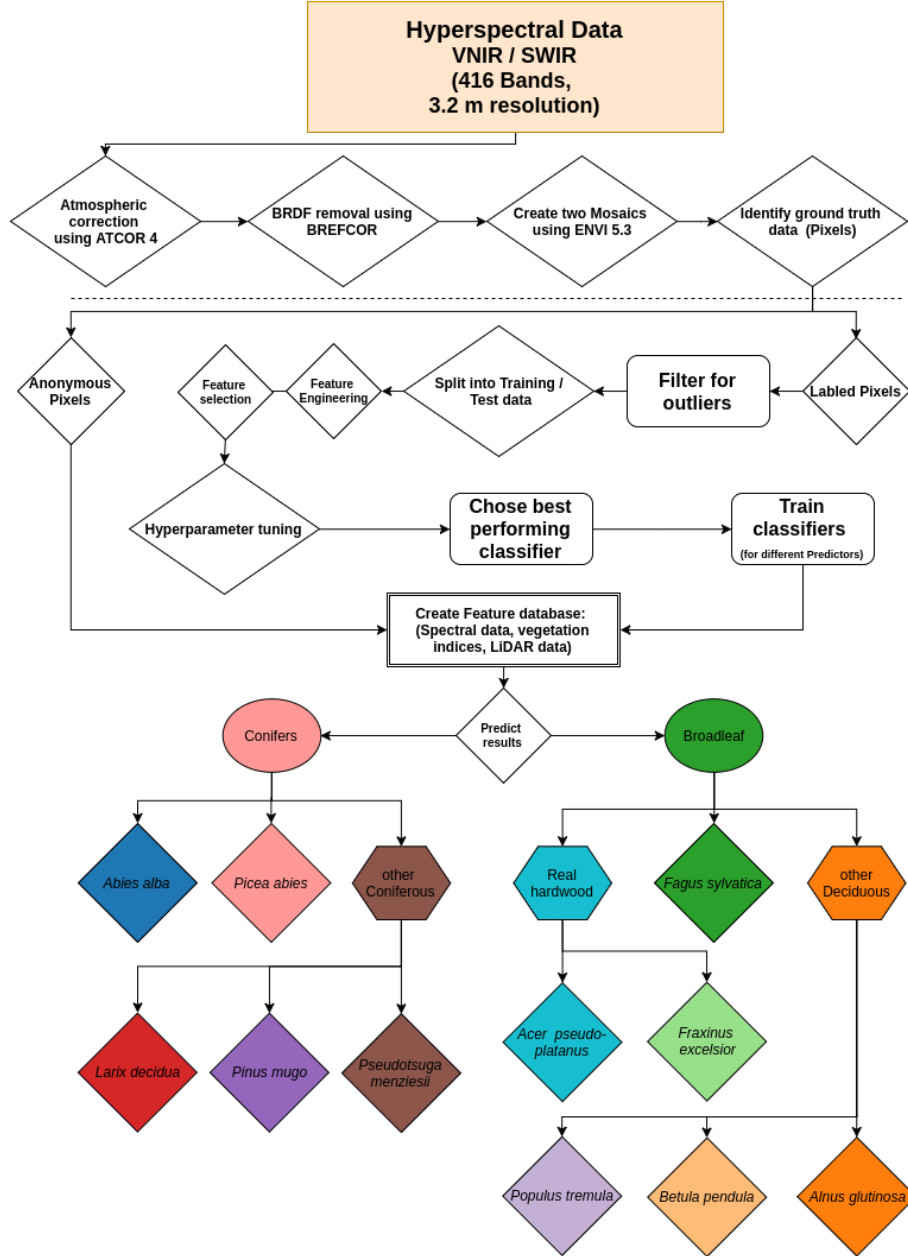 Hyperspectral Data
VNIR / SWIR
(416 Bands,
3.2 m resolution)
Atmospheric
correction
using ATCOR 4
BRDF removal using
BREFCOR
Create two Mosaics
using ENVI 5.3
Identify ground truth
data (Pixels)
Anonymous
Pixels
Feature
selection
Feature
Engineering
Split into Training /
Test data
Filter for
outliers
Labled Pixels
Hyperparameter tuning
Chose best
performing
classifier
Train
classifiers
(for different Predictors)
Create Feature database:
(Spectral data, vegetation
indices, LiDAR data)
Predict
results
Conifers
Broadleaf
Abies alba
Picea abies
other
Coniferous
Real
hardwood
Fagus sylvatica
other
Deciduous
Larix decidua
Pinus mugo
Pseudotsuga
menziesii
Acer pseudo-
platanus
Fraxinus
excelsior
Populus tremula
Betula pendula
Alnus glutinosa